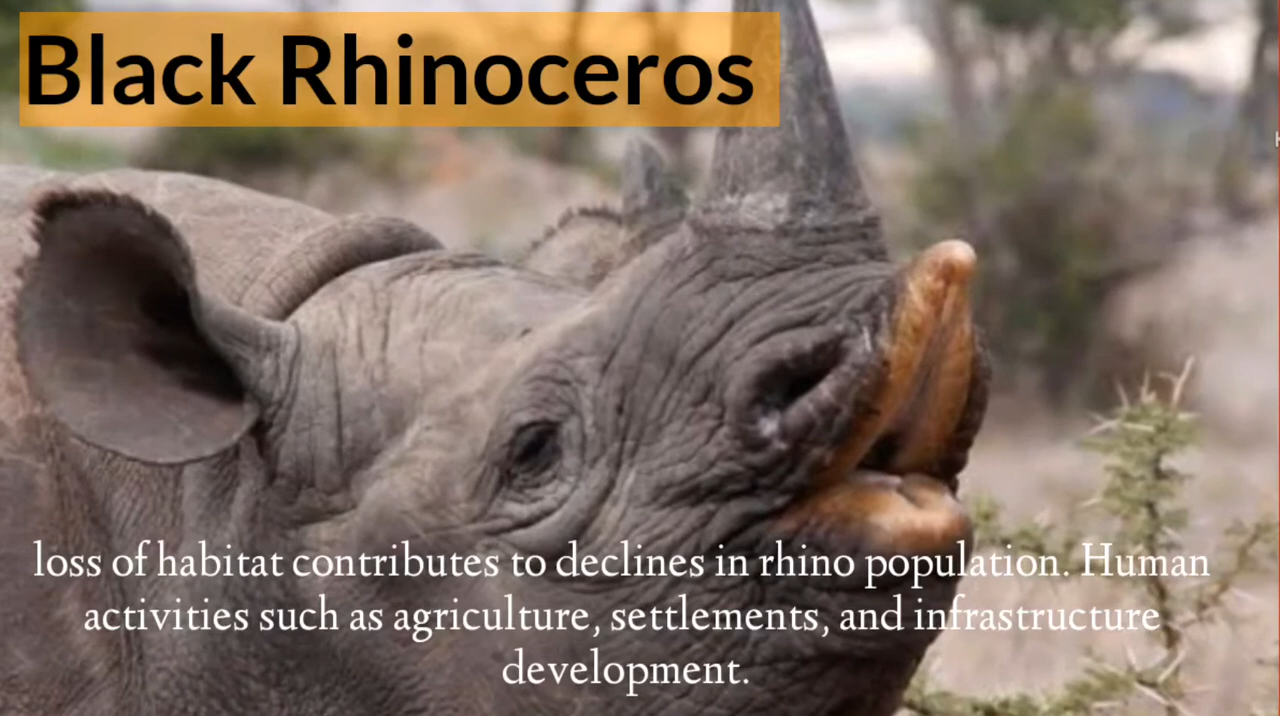 Black Rhinoceros
loss of habitat contributes to declines in rhino population. Human
activities such as agriculture, settlements, and infrastructure
development.